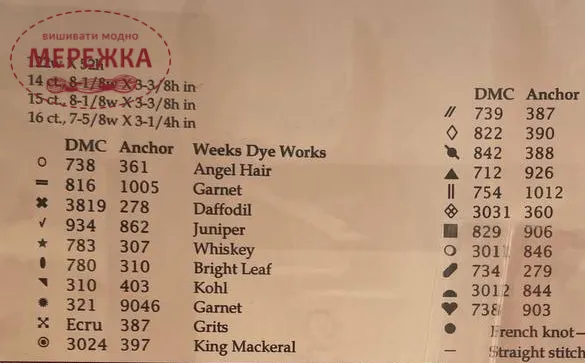 вишивати модно
МЕРЕЖКА
14 ct., 8-1/8w X 3-3/8h in
15 ct., 8-1/8w X 3-3/8h in
16 ct., 7-5/8w X 3-1/4h in
DMC Anchor Weeks Dye Works
738 361 Angel Hair
816 1005 Garnet
3819 278 Daffodil
934 862 Juniper
783 307 Whiskey
780 310 Bright Leaf
310 403 Kohl
321 9046 Garnet
Ecru 387 Grits
3024 397 King Mackeral
DMC Anchor
739 387
822 390
842 388
712 926
754 1012
3031 360
829 906
3011 846
734 279
3012 844
738 903
French knot—
Straight stitch